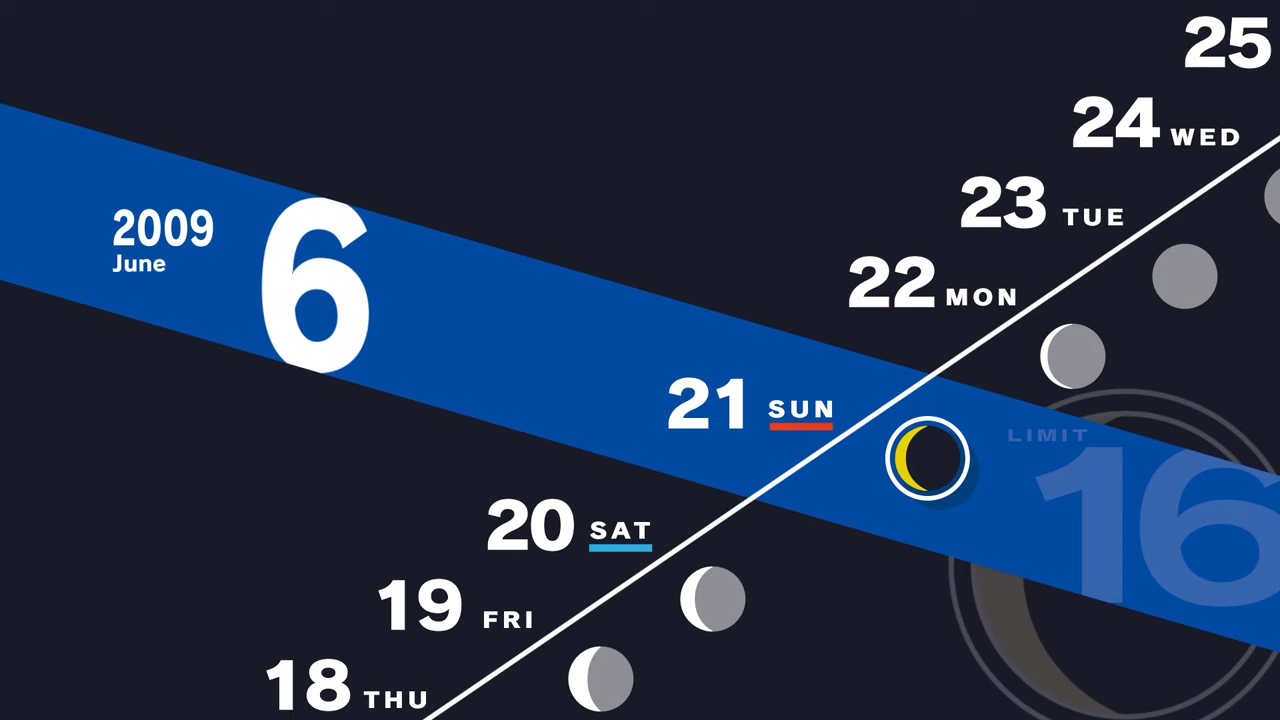 25
24 WED
23 TUE
22 MON
2009
June
6
21 SUN
LIMIT
16
20 SAT
19 FRI
18 THU